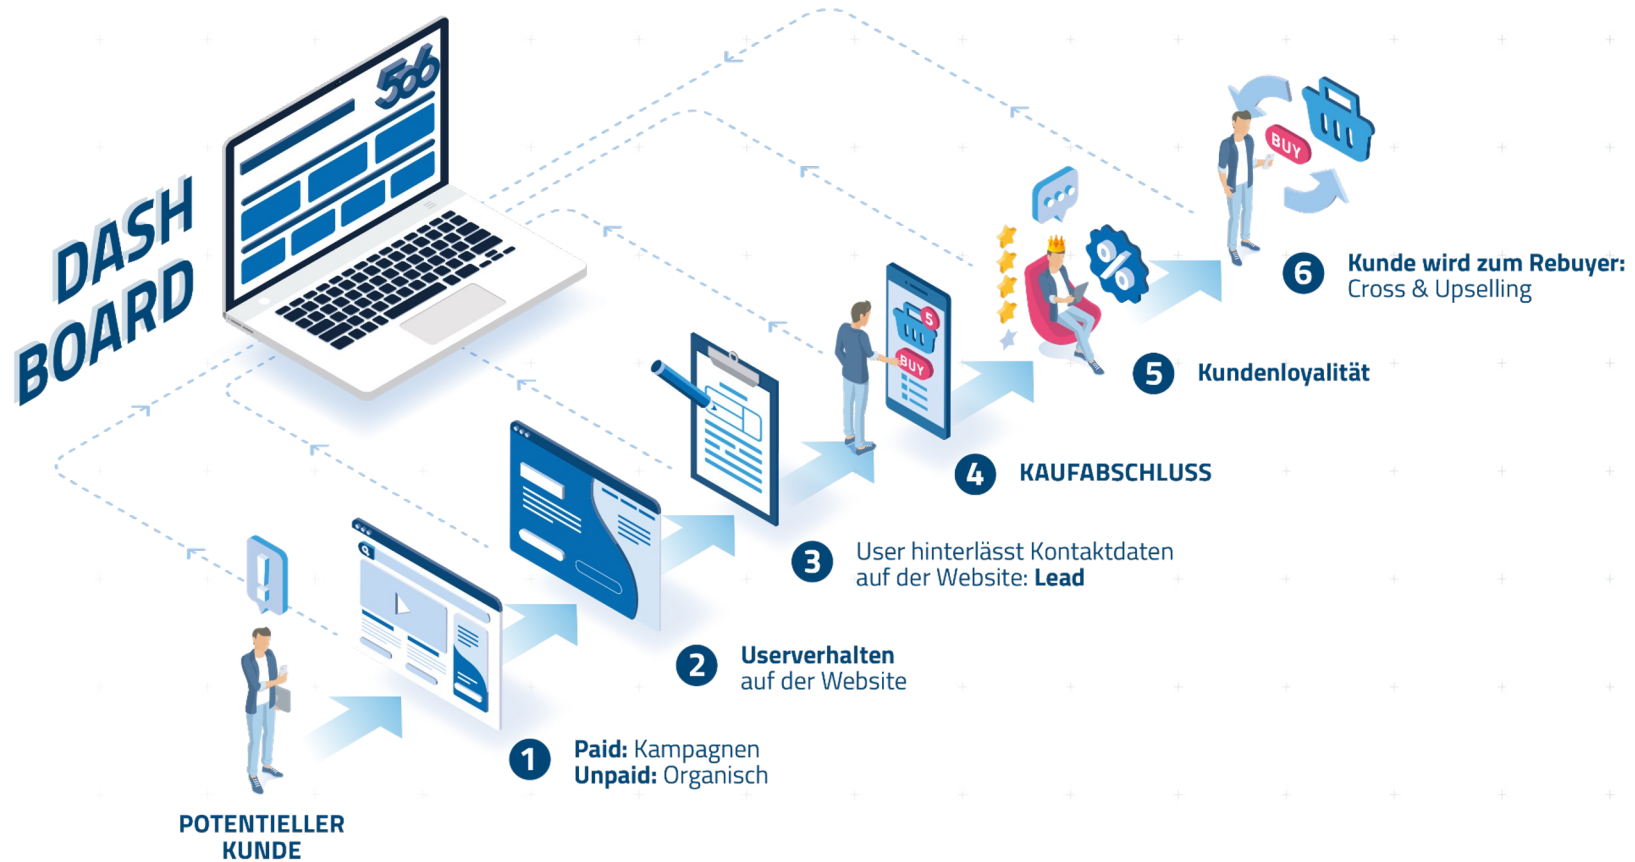 DASH
BOARD
506
BUY
6
Kunde wird zum Rebuyer:
Cross & Upselling
%
5
Kundenloyalität
5
BUY
4
KAUFABSCHLUSS
3
User hinterlässt Kontaktdaten
auf der Website: Lead
2
Userverhalten
auf der Website
1
Paid: Kampagnen
Unpaid: Organisch
!
POTENTIELLER
KUNDE